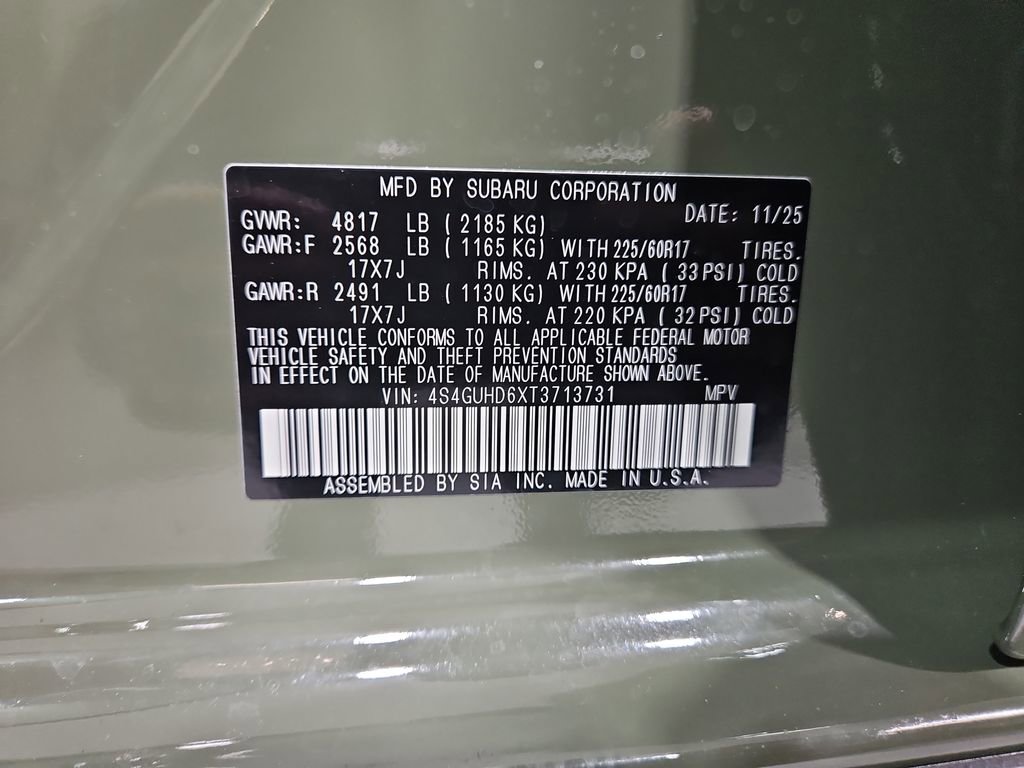 MFD BY SUBARU CORPORATION
DATE: 11/25
GVWR: 4817 LB ( 2185 KG)
GAWR:F 2568 LB ( 1165 KG) WITH 225/60R17 TIRES.
17X7J RIMS. AT 230 KPA ( 33 PSI) COLD
GAWR:R 2491 LB ( 1130 KG) WITH 225/60R17 TIRES.
17X7J RIMS. AT 220 KPA ( 32 PSI) COLD
THIS VEHICLE CONFORMS TO ALL APPLICABLE FEDERAL MOTOR
VEHICLE SAFETY AND THEFT PREVENTION STANDARDS
IN EFFECT ON THE DATE OF MANUFACTURE SHOWN ABOVE.
VIN: 4S4GUHD6XT3713731 MPV
ASSEMBLED BY SIA INC. MADE IN U.S.A.